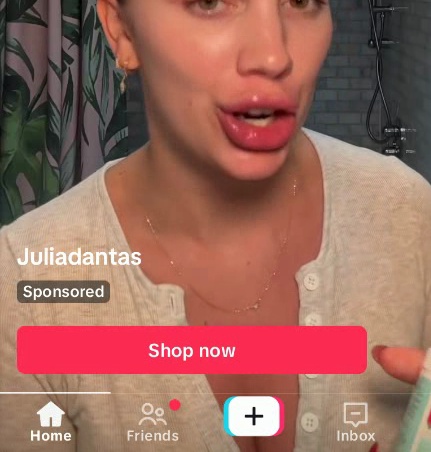 Juliadantas
Sponsored
Shop now
Home
Friends
Inbox